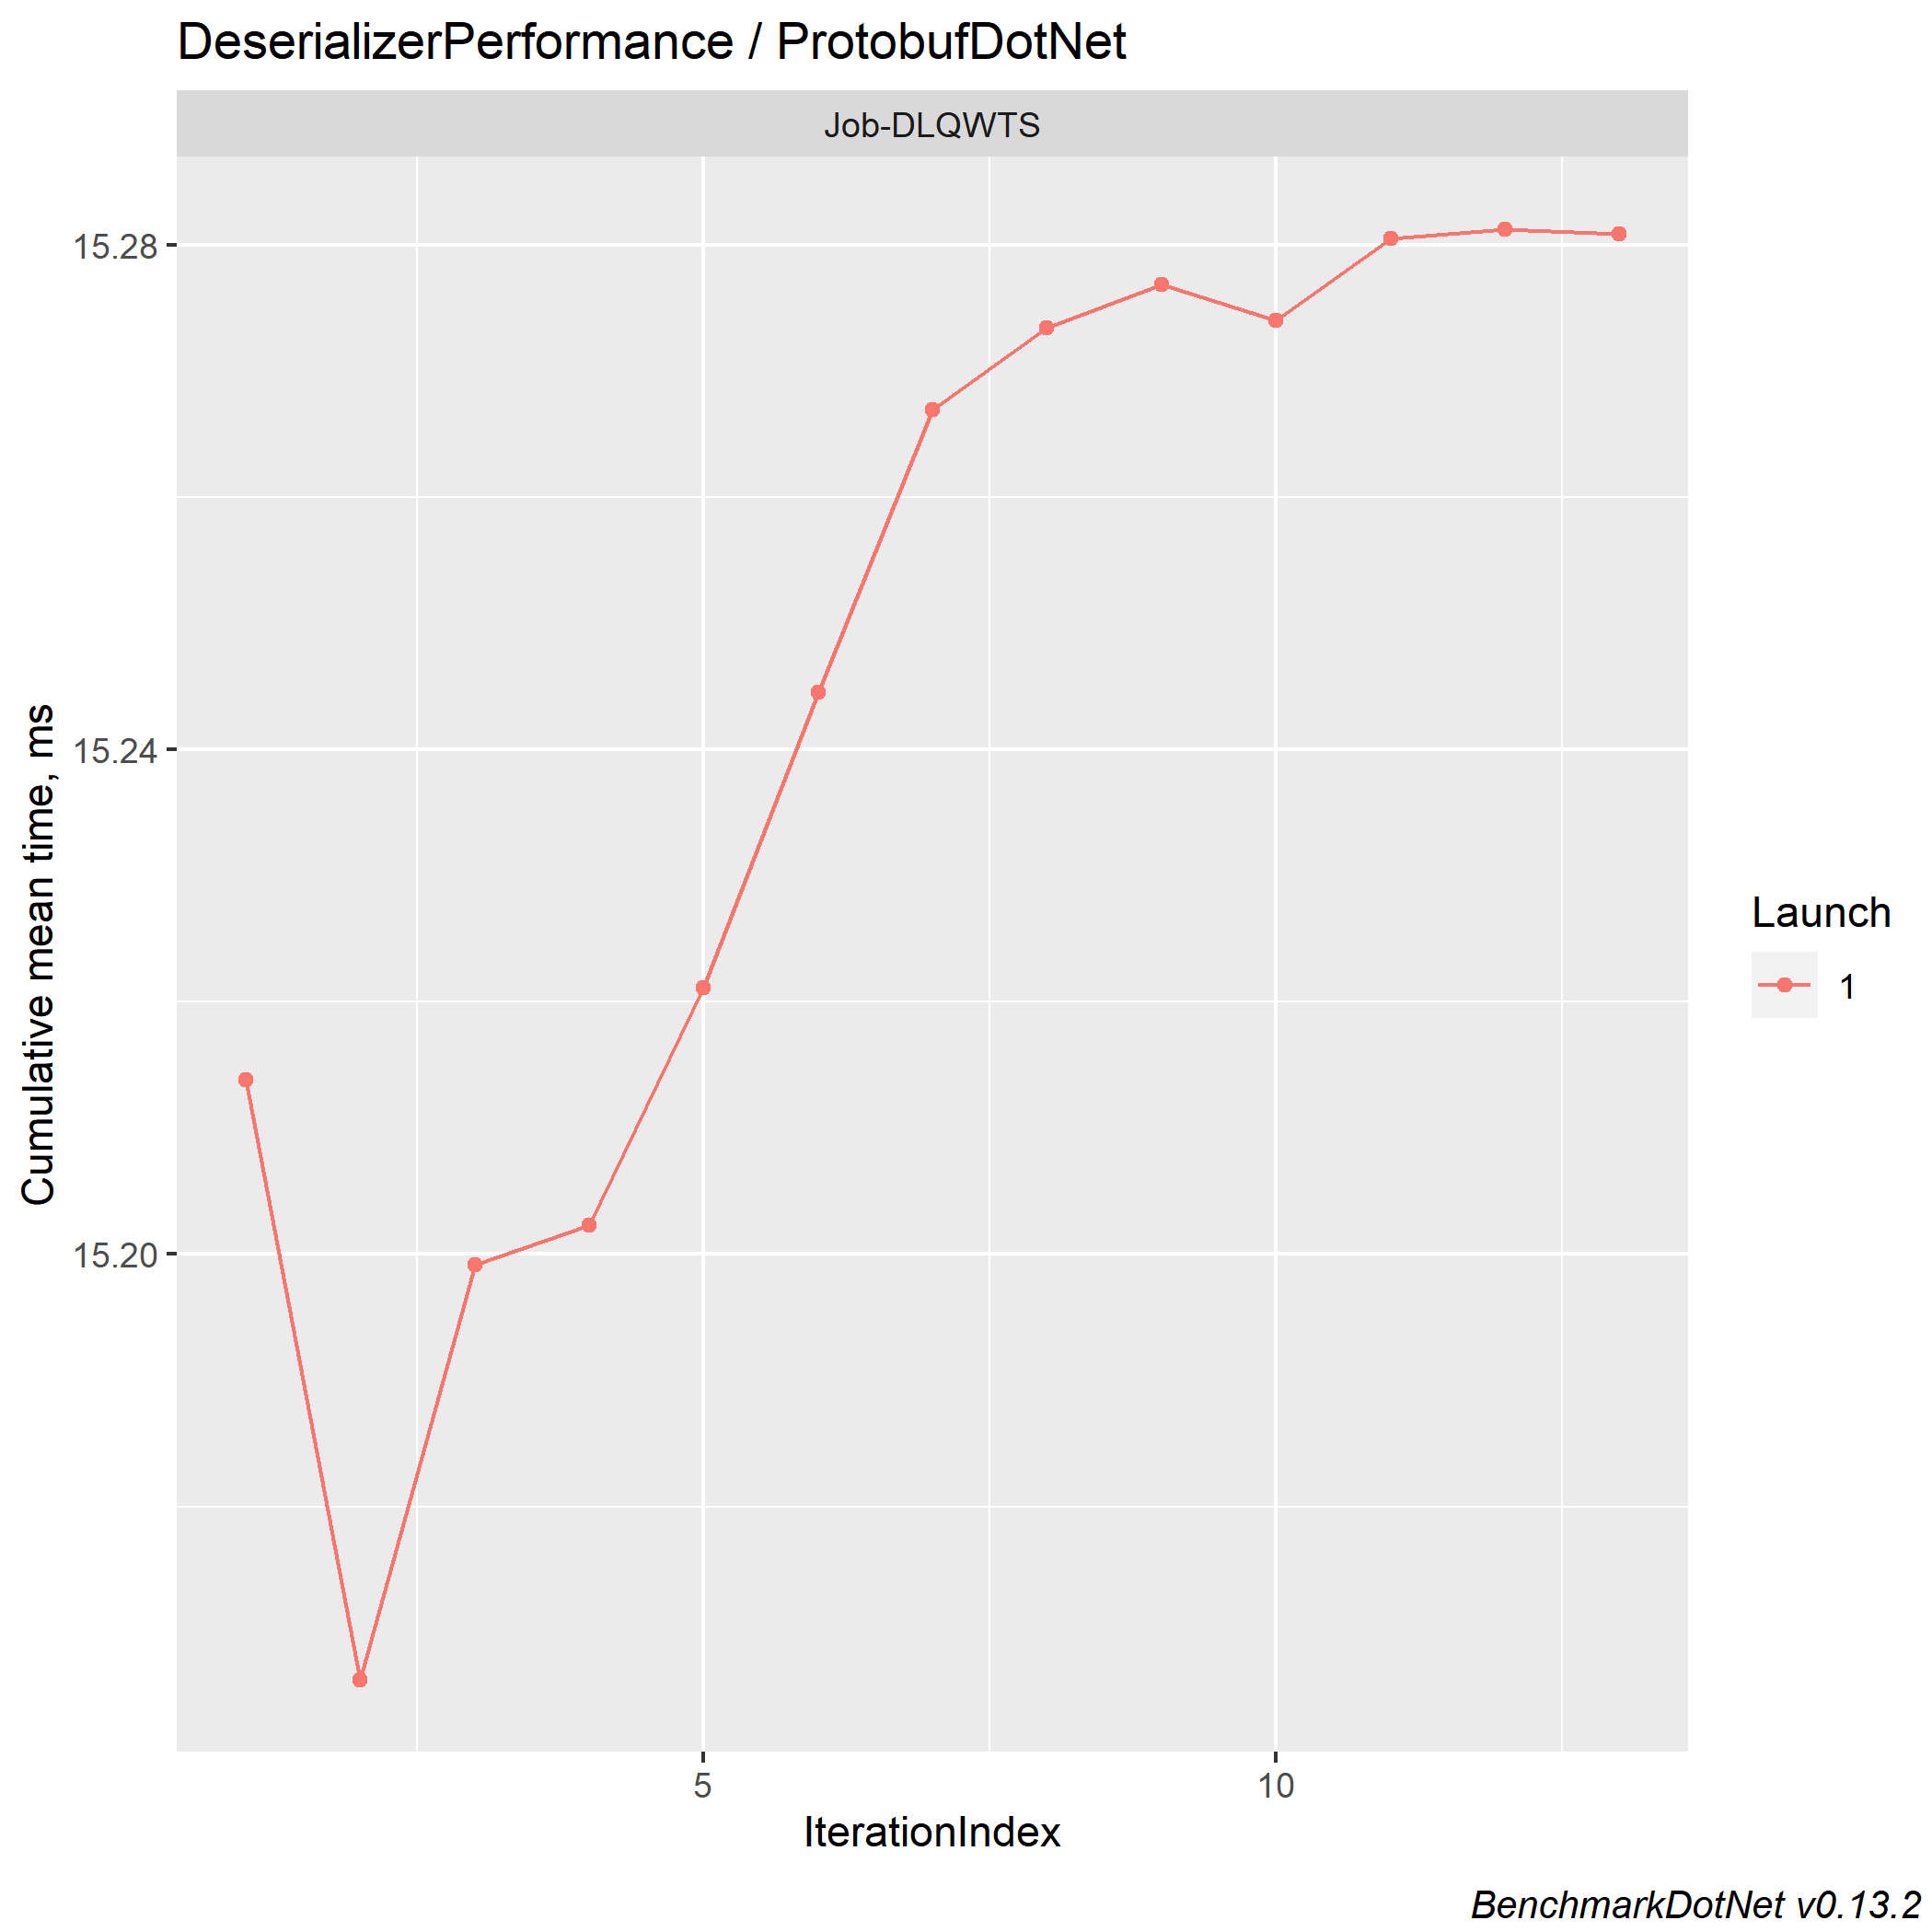 DeserializerPerformance / ProtobufDotNet
Job-DLQWTS
15.28
15.24
15.20
Cumulative mean time, ms
5
10
IterationIndex
Launch
1
BenchmarkDotNet v0.13.2